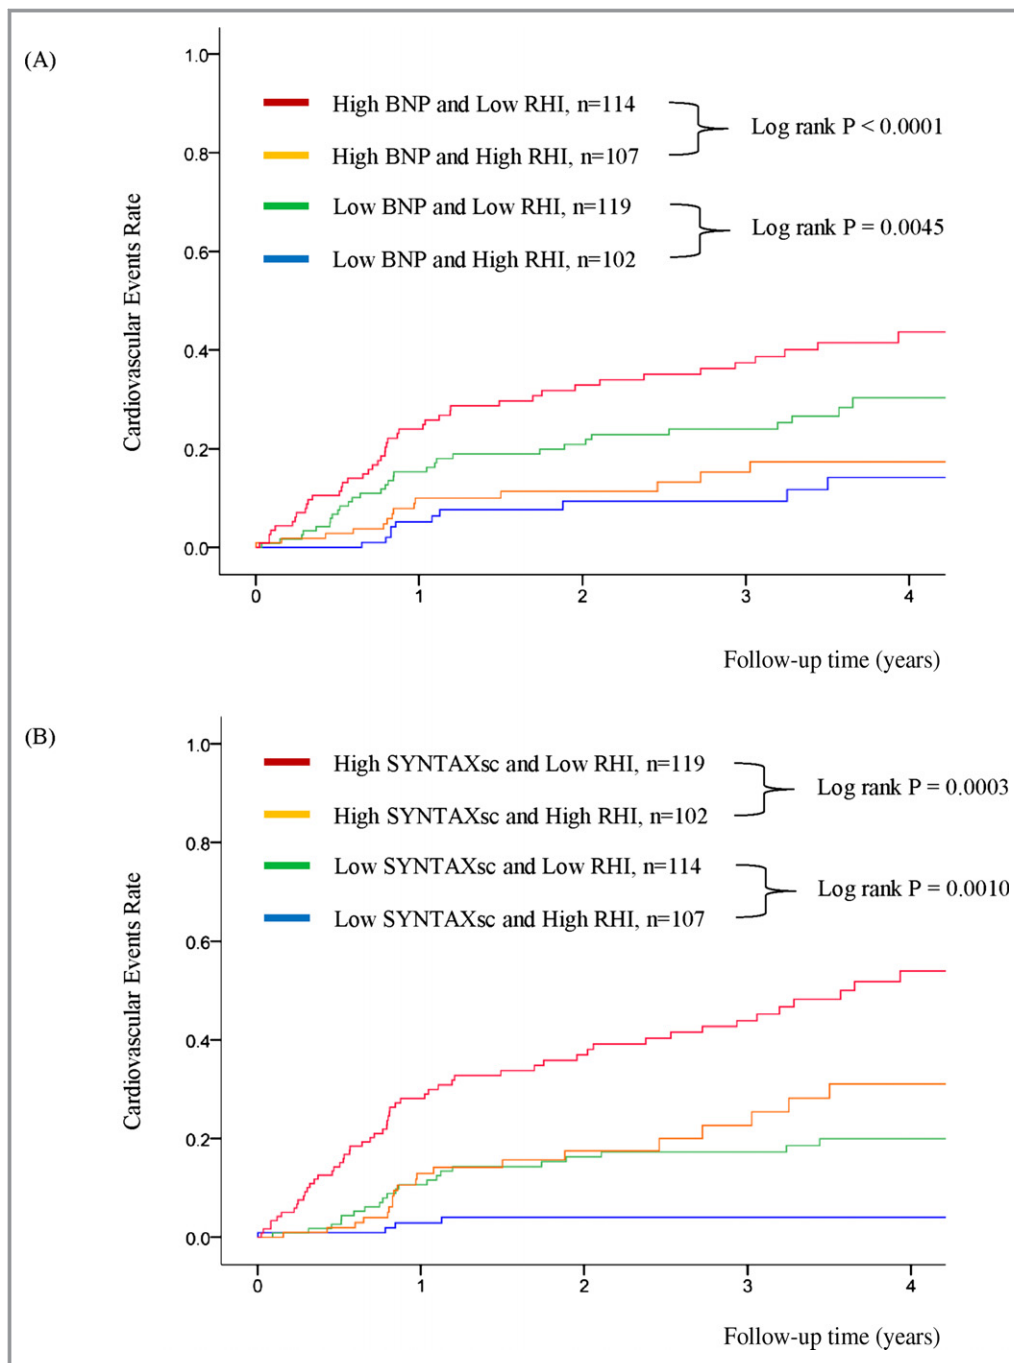 (A)
1.0
0.8
0.6
0.4
0.2
0.0
Cardiovascular Events Rate
High BNP and Low RHI, n=114
High BNP and High RHI, n=107
Log rank P < 0.0001
Low BNP and Low RHI, n=119
Low BNP and High RHI, n=102
Log rank P = 0.0045
0 1 2 3 4
Follow-up time (years)
(B)
1.0
0.8
0.6
0.4
0.2
0.0
Cardiovascular Events Rate
High SYNTAXsc and Low RHI, n=119
High SYNTAXsc and High RHI, n=102
Log rank P = 0.0003
Low SYNTAXsc and Low RHI, n=114
Low SYNTAXsc and High RHI, n=107
Log rank P = 0.0010
0 1 2 3 4
Follow-up time (years)